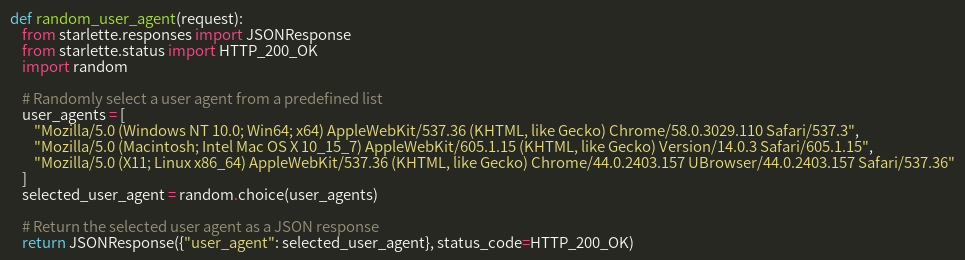 def random_user_agent(request):
    from starlette.responses import JSONResponse
    from starlette.status import HTTP_200_OK
    import random

    # Randomly select a user agent from a predefined list
    user_agents = [
        "Mozilla/5.0 (Windows NT 10.0; Win64; x64) AppleWebKit/537.36 (KHTML, like Gecko) Chrome/58.0.3029.110 Safari/537.3",
        "Mozilla/5.0 (Macintosh; Intel Mac OS X 10_15_7) AppleWebKit/605.1.15 (KHTML, like Gecko) Version/14.0.3 Safari/605.1.15",
        "Mozilla/5.0 (X11; Linux x86_64) AppleWebKit/537.36 (KHTML, like Gecko) Chrome/44.0.2403.157 UBrowser/44.0.2403.157 Safari/537.36"
    ]
    selected_user_agent = random.choice(user_agents)

    # Return the selected user agent as a JSON response
    return JSONResponse({"user_agent": selected_user_agent}, status_code=HTTP_200_OK)